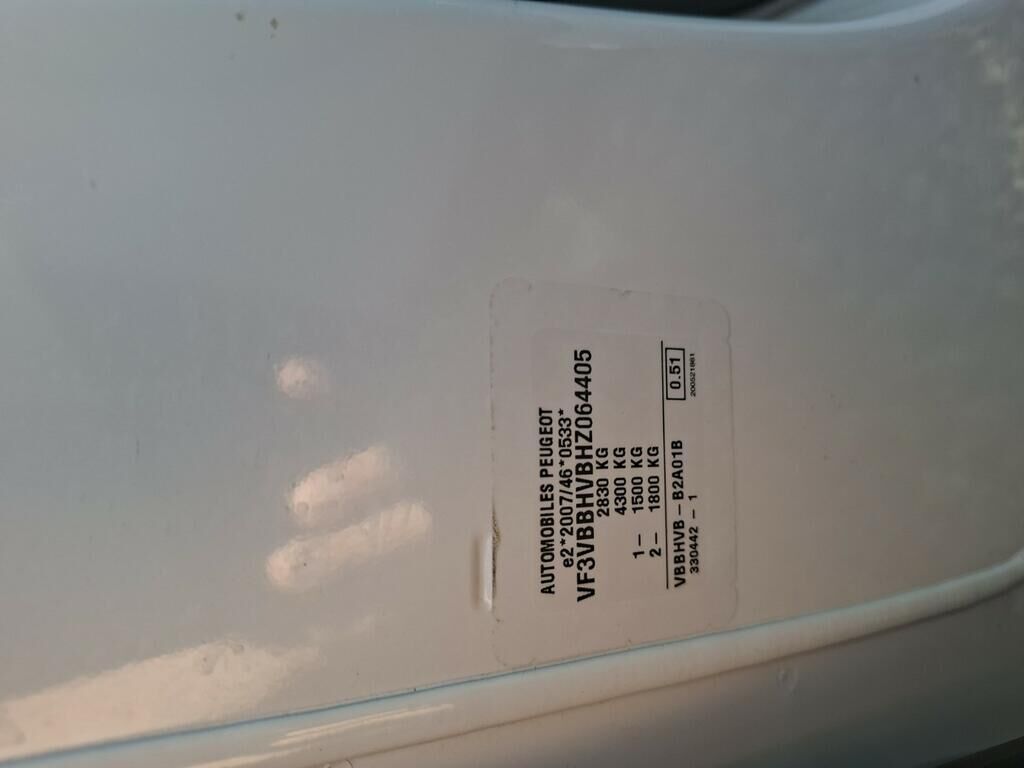 AUTOMOBILES PEUGEOT
e2*2007/46*0533*
VF3VBBHVBHZ064405
2830 KG
4300 KG
1– 1500 KG
2– 1800 KG
VBBHVB – B2A01B 0.51
330442 – 1 200521861